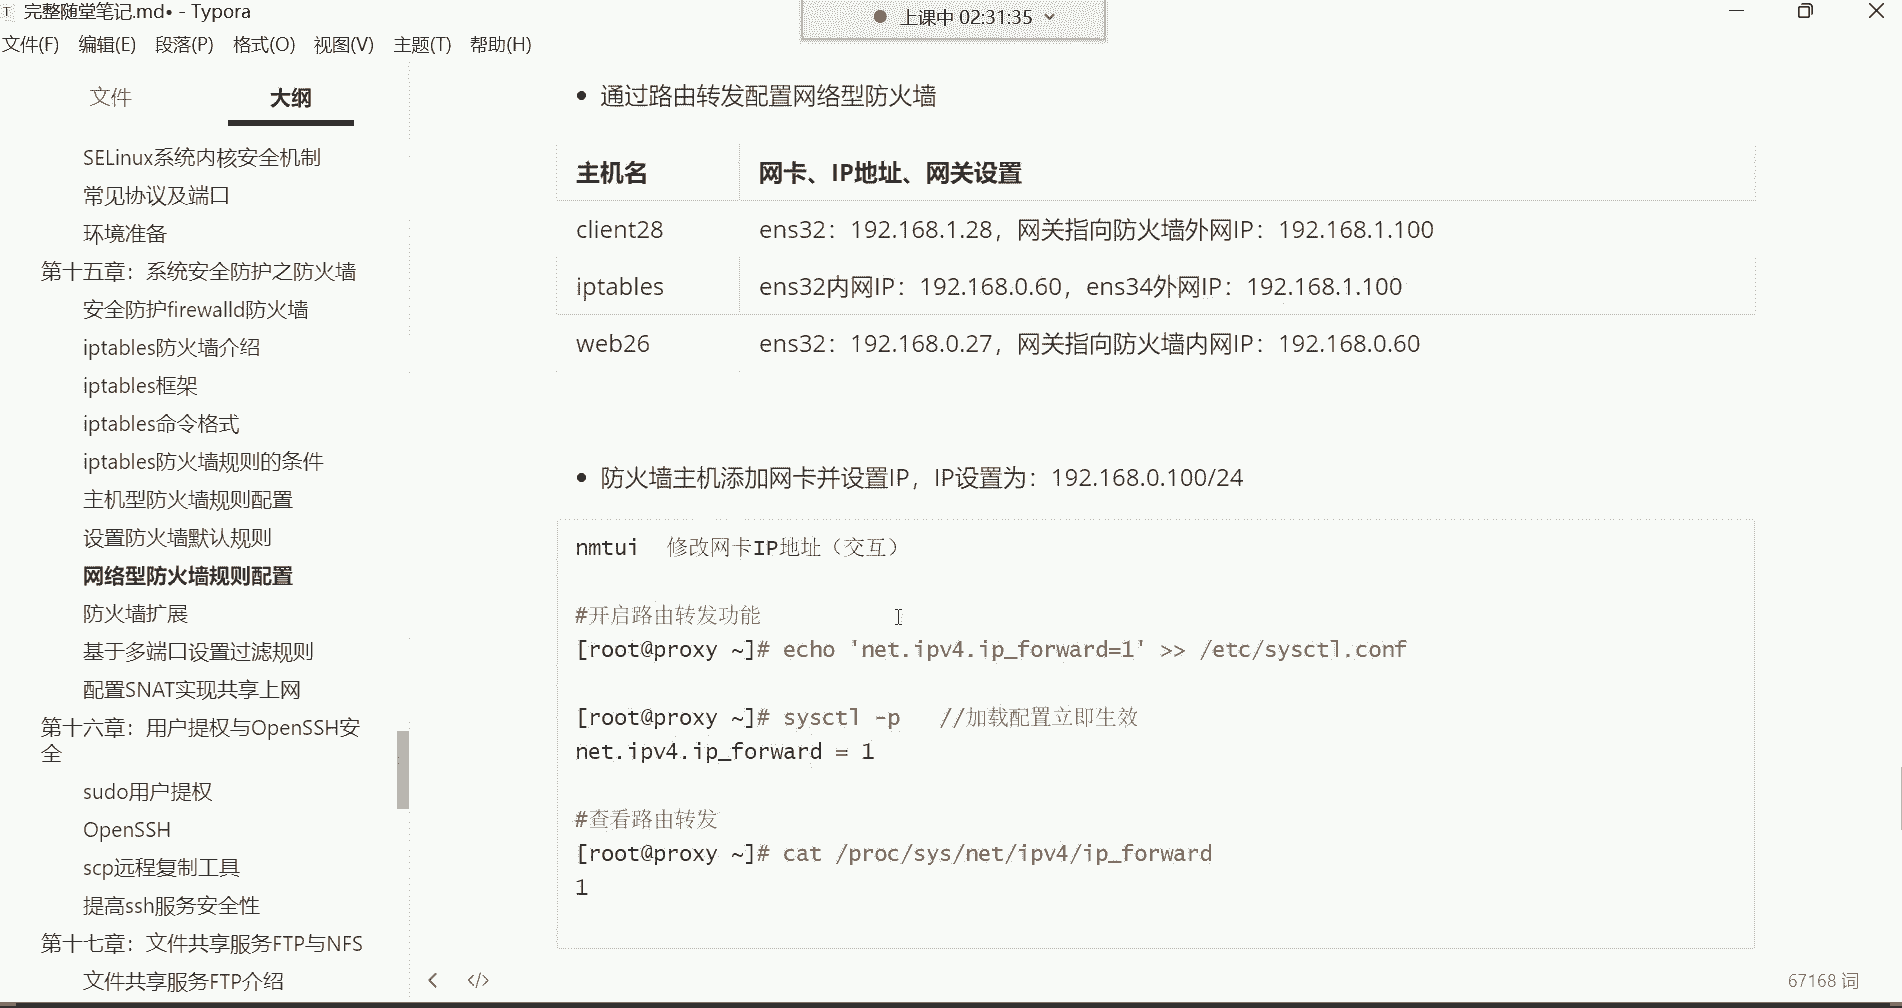 完整随堂笔记.md• - Typora
上课中 02:31:35
文件(F) 编辑(E) 段落(P) 格式(O) 视图(V) 主题(T) 帮助(H)
文件 大纲
SELinux系统内核安全机制
常见协议及端口
环境准备
第十五章：系统安全防护之防火墙
安全防护firewalld防火墙
iptables防火墙介绍
iptables框架
iptables命令格式
iptables防火墙规则的条件
主机型防火墙规则配置
设置防火墙默认规则
网络型防火墙规则配置
防火墙扩展
基于多端口设置过滤规则
配置SNAT实现共享上网
第十六章：用户提权与OpenSSH安
全
sudo用户提权
OpenSSH
scp远程复制工具
提高ssh服务安全性
第十七章：文件共享服务FTP与NFS
文件共享服务FTP介绍
• 通过路由转发配置网络型防火墙
主机名 网卡、IP地址、网关设置
client28 ens32：192.168.1.28，网关指向防火墙外网IP：192.168.1.100
iptables ens32内网IP：192.168.0.60，ens34外网IP：192.168.1.100
web26 ens32：192.168.0.27，网关指向防火墙内网IP：192.168.0.60
• 防火墙主机添加网卡并设置IP，IP设置为：192.168.0.100/24
nmtui 修改网卡IP地址（交互）
#开启路由转发功能
[root@proxy ~]# echo 'net.ipv4.ip_forward=1' >> /etc/sysctl.conf
[root@proxy ~]# sysctl -p //加载配置立即生效
net.ipv4.ip_forward = 1
#查看路由转发
[root@proxy ~]# cat /proc/sys/net/ipv4/ip_forward
1
67168 词